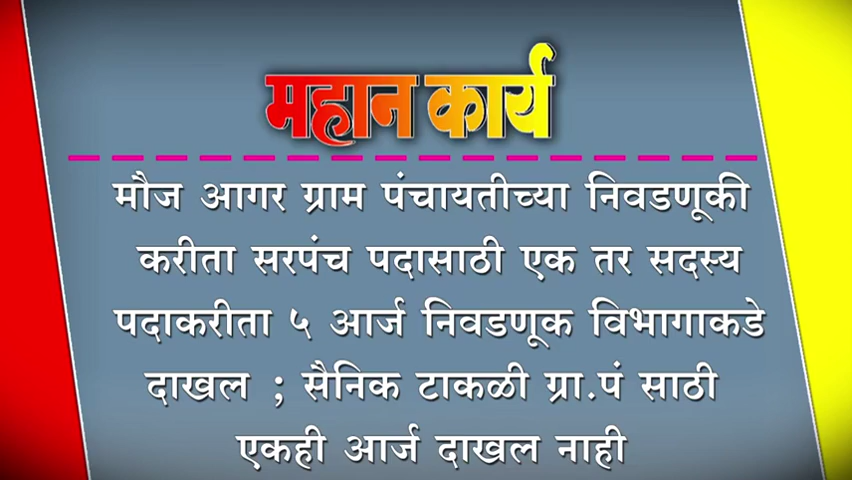 महान कार्य
मौज आगर ग्राम पंचायतीच्या निवडणूकी
करीता सरपंच पदासाठी एक तर सदस्य
पदाकरीता ५ आर्ज निवडणूक विभागाकडे
दाखल ; सैनिक टाकळी ग्रा.पं साठी
एकही आर्ज दाखल नाही